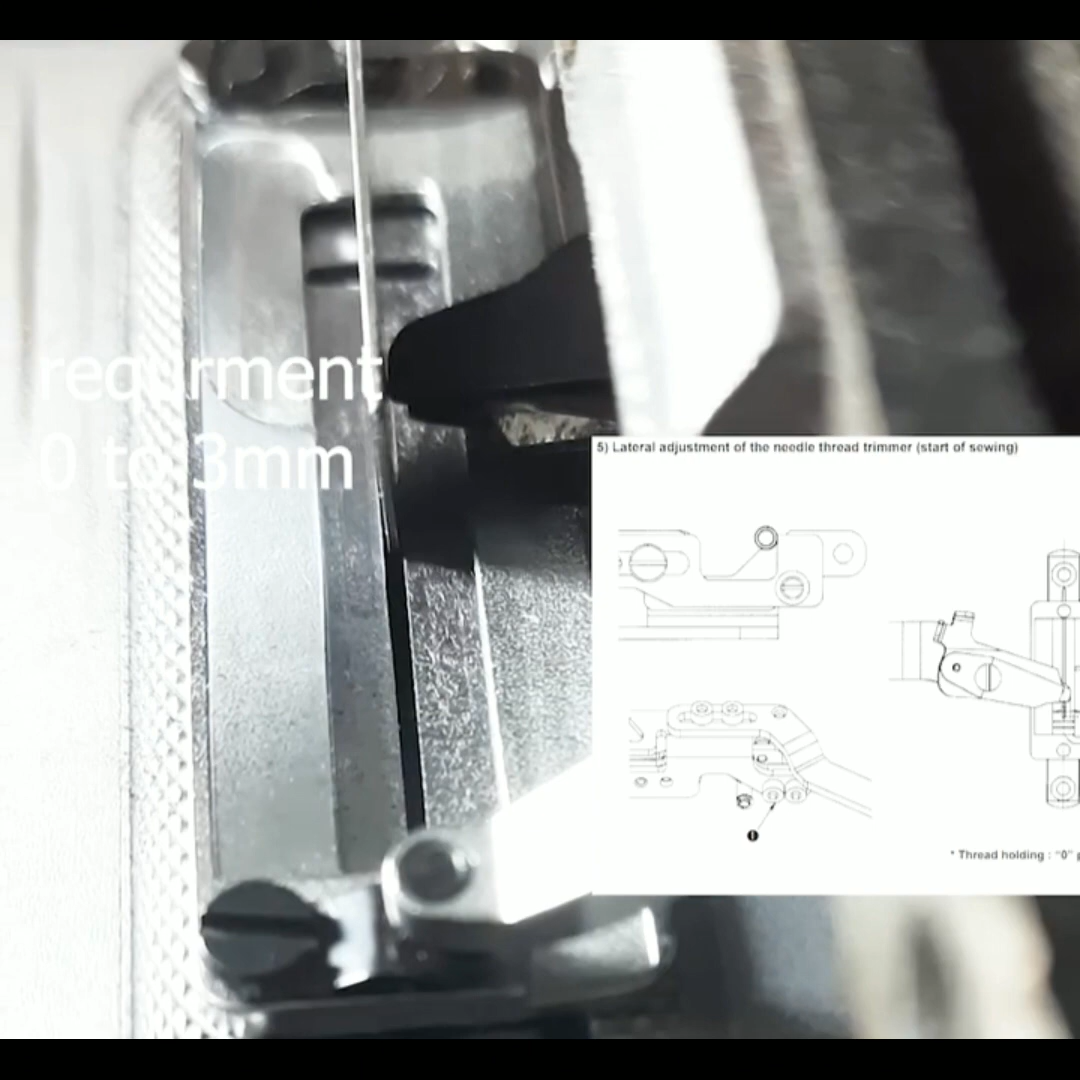 requrment
0 to 3mm
5) Lateral adjustment of the needle thread trimmer (start of sewing)
* Thread holding : "0"